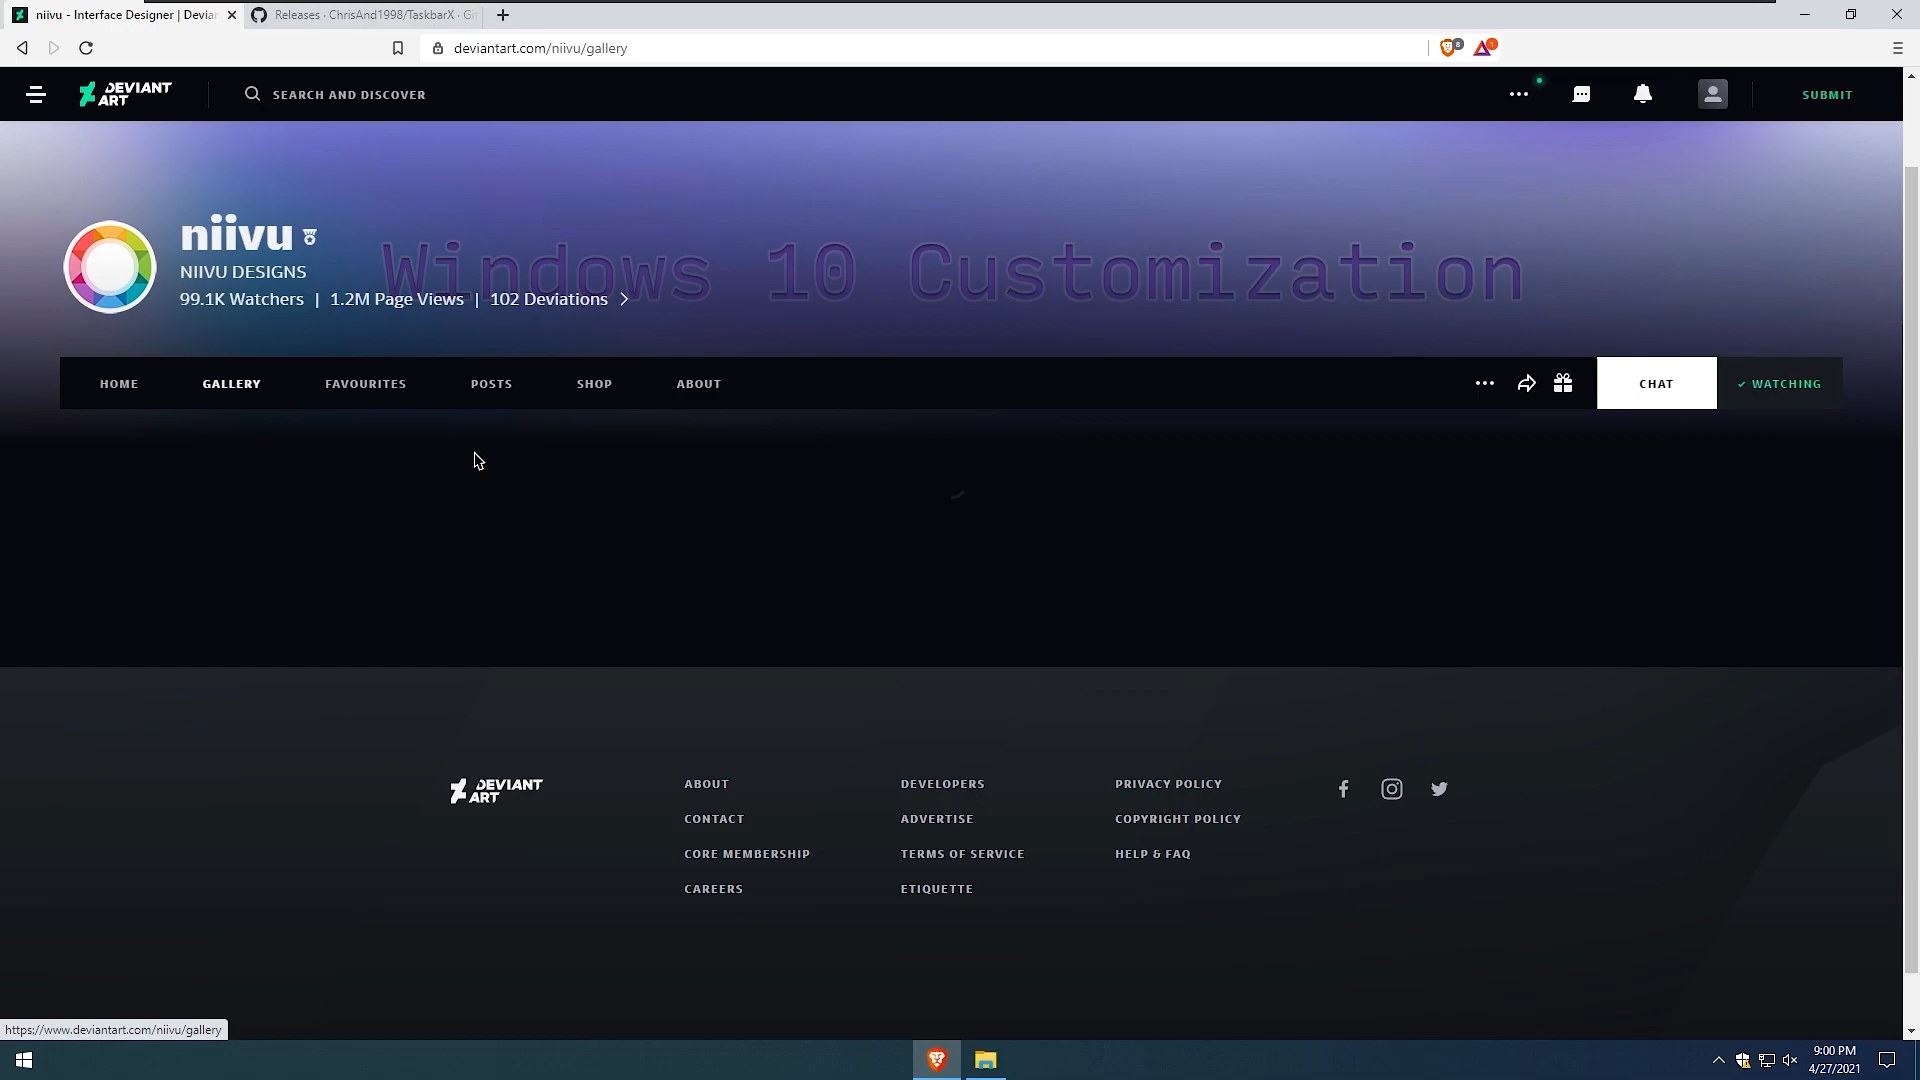 niivu - Interface Designer | Devian
Releases · ChrisAnd1998/TaskbarX · Gi
deviantart.com/niivu/gallery
8
1
DEVIANT
ART
SEARCH AND DISCOVER
SUBMIT
Windows 10 Customization
niivu
NIIVU DESIGNS
99.1K Watchers | 1.2M Page Views | 102 Deviations
HOME GALLERY FAVOURITES POSTS SHOP ABOUT CHAT WATCHING
DEVIANT
ART
ABOUT DEVELOPERS PRIVACY POLICY
CONTACT ADVERTISE COPYRIGHT POLICY
CORE MEMBERSHIP TERMS OF SERVICE HELP & FAQ
CAREERS ETIQUETTE
https://www.deviantart.com/niivu/gallery
9:00 PM
4/27/2021